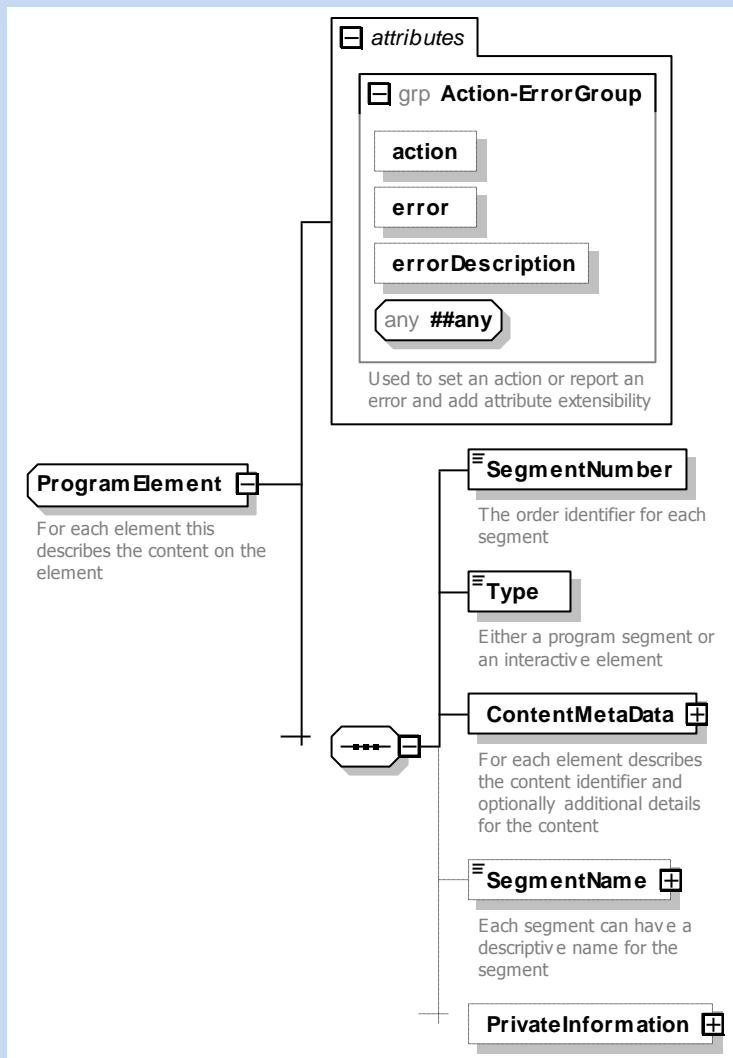 attributes
grp Action-ErrorGroup
action
error
errorDescription
any ##any
Used to set an action or report an
error and add attribute extensibility
ProgramElement
For each element this
describes the content on the
element
SegmentNumber
The order identifier for each
segment
Type
Either a program segment or
an interactive element
ContentMetaData
For each element describes
the content identifier and
optionally additional details
for the content
SegmentName
Each segment can have a
descriptive name for the
segment
PrivateInformation